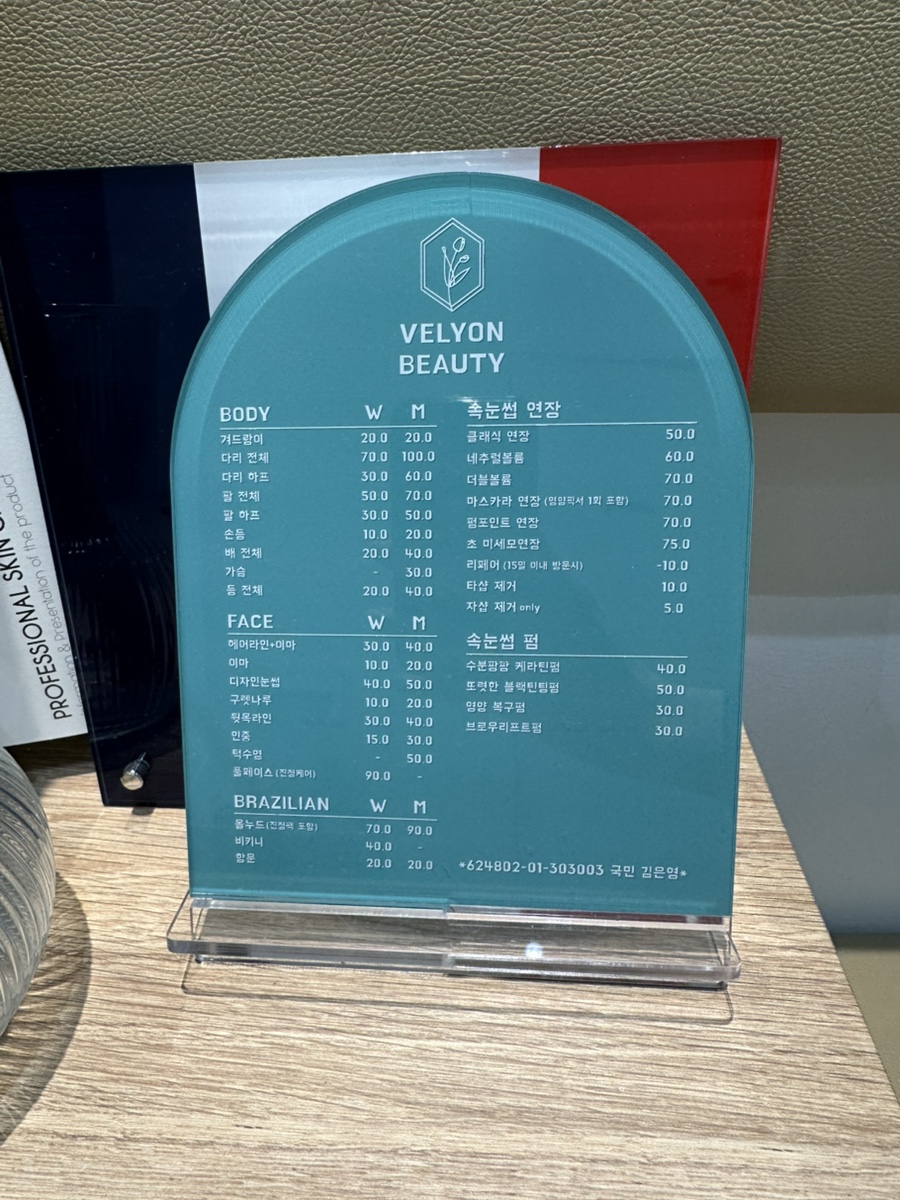 VELYON
BEAUTY
BODY W M
겨드랑이 20.0 20.0
다리 전체 70.0 100.0
다리 하프 30.0 60.0
팔 전체 50.0 70.0
팔 하프 30.0 50.0
손등 10.0 20.0
배 전체 20.0 40.0
가슴 - 30.0
등 전체 20.0 40.0
FACE W M
헤어라인+이마 30.0 40.0
이마 10.0 20.0
디자인눈썹 40.0 50.0
구렛나루 10.0 20.0
뒷목라인 30.0 40.0
인중 15.0 30.0
턱수염 - 50.0
풀페이스 (진정케어) 90.0 -
BRAZILIAN W M
올누드(진정팩 포함) 70.0 90.0
비키니 40.0 -
항문 20.0 20.0
속눈썹 연장
클래식 연장 50.0
네추럴볼륨 60.0
더블볼륨 70.0
마스카라 연장 (영양픽서 1회 포함) 70.0
펌포인트 연장 70.0
초 미세모연장 75.0
리페어 (15일 이내 방문시) -10.0
타샵 제거 10.0
자샵 제거 only 5.0
속눈썹 펌
수분팡팡 케라틴펌 40.0
또렷한 블랙틴팅펌 50.0
영양 복구펌 30.0
브로우리프트펌 30.0
*624802-01-303003 국민 김은영*
PROFESSIONAL SKIN
& Presentation of the product